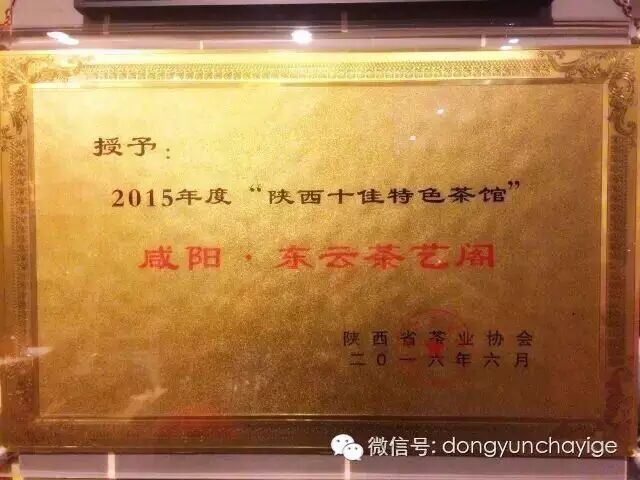 授予：
2015年度“陕西十佳特色茶馆”
咸阳·东云茶艺阁
陕西省茶业协会
二〇一六年六月
微信号: dongyunchayige